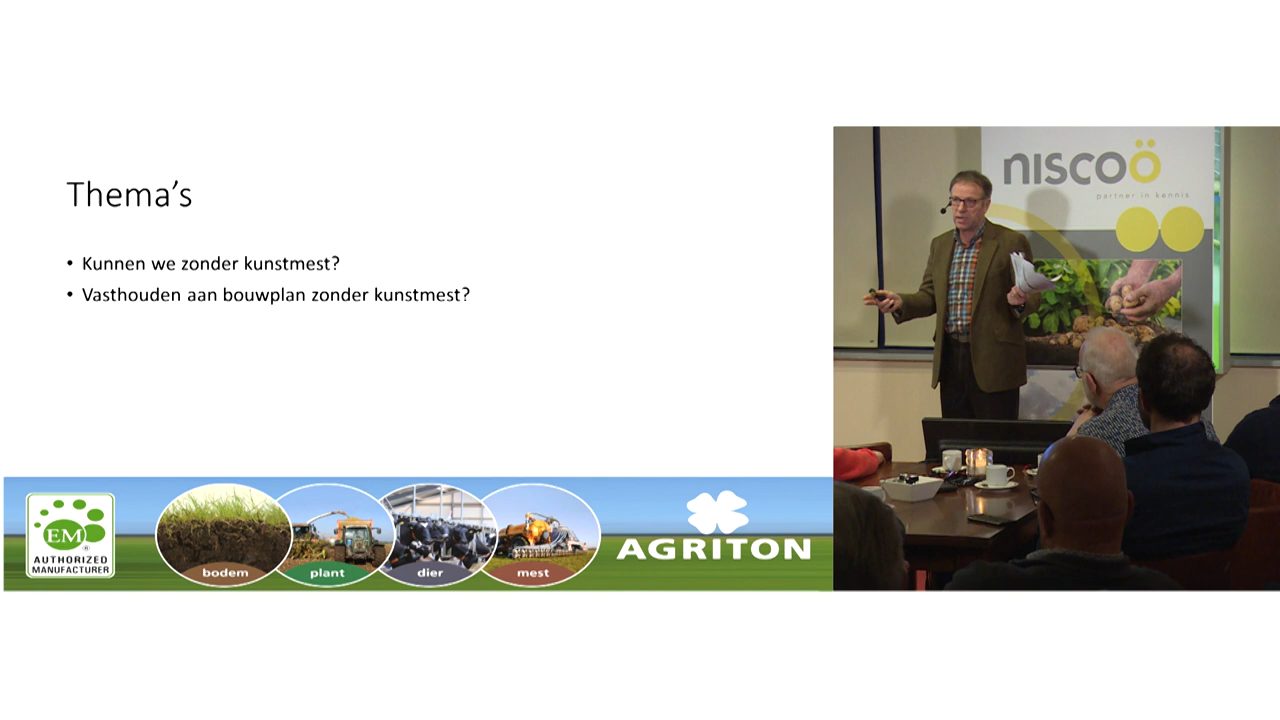 Thema's
• Kunnen we zonder kunstmest?
• Vasthouden aan bouwplan zonder kunstmest?
EM
®
AUTHORIZED
MANUFACTURER
bodem
plant
dier
mest
AGRITON
niscoö
partner in kennis